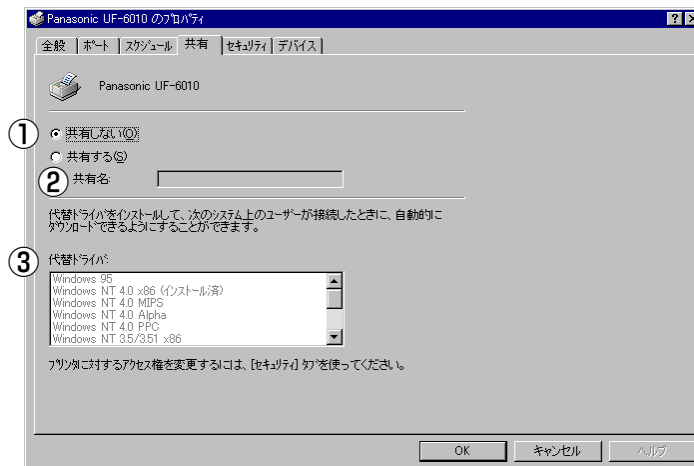 Panasonic UF-6010 のプロパティ
全般 ポート スケジュール 共有 セキュリティ デバイス
Panasonic UF-6010
① 共有しない(O)
共有する(S)
② 共有名:
代替ドライバをインストールして、次のシステム上のユーザーが接続したときに、自動的に
ダウンロードできるようにすることができます。
③ 代替ドライバ:
Windows 95
Windows NT 4.0 x86 (インストール済)
Windows NT 4.0 MIPS
Windows NT 4.0 Alpha
Windows NT 4.0 PPC
Windows NT 3.5/3.51 x86
プリンタに対するアクセス権を変更するには、[セキュリティ] タブを使ってください。
OK キャンセル ヘルプ